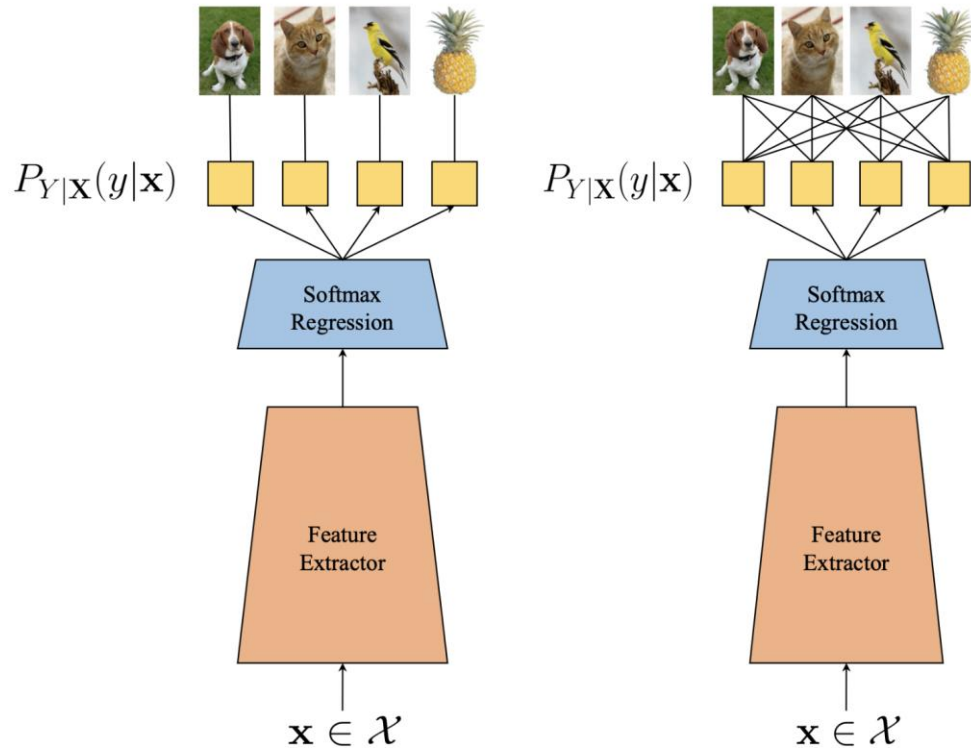 P_{Y|X}(y|x)
Softmax
Regression
Feature
Extractor
x ∈ 𝒳
P_{Y|X}(y|x)
Softmax
Regression
Feature
Extractor
x ∈ 𝒳